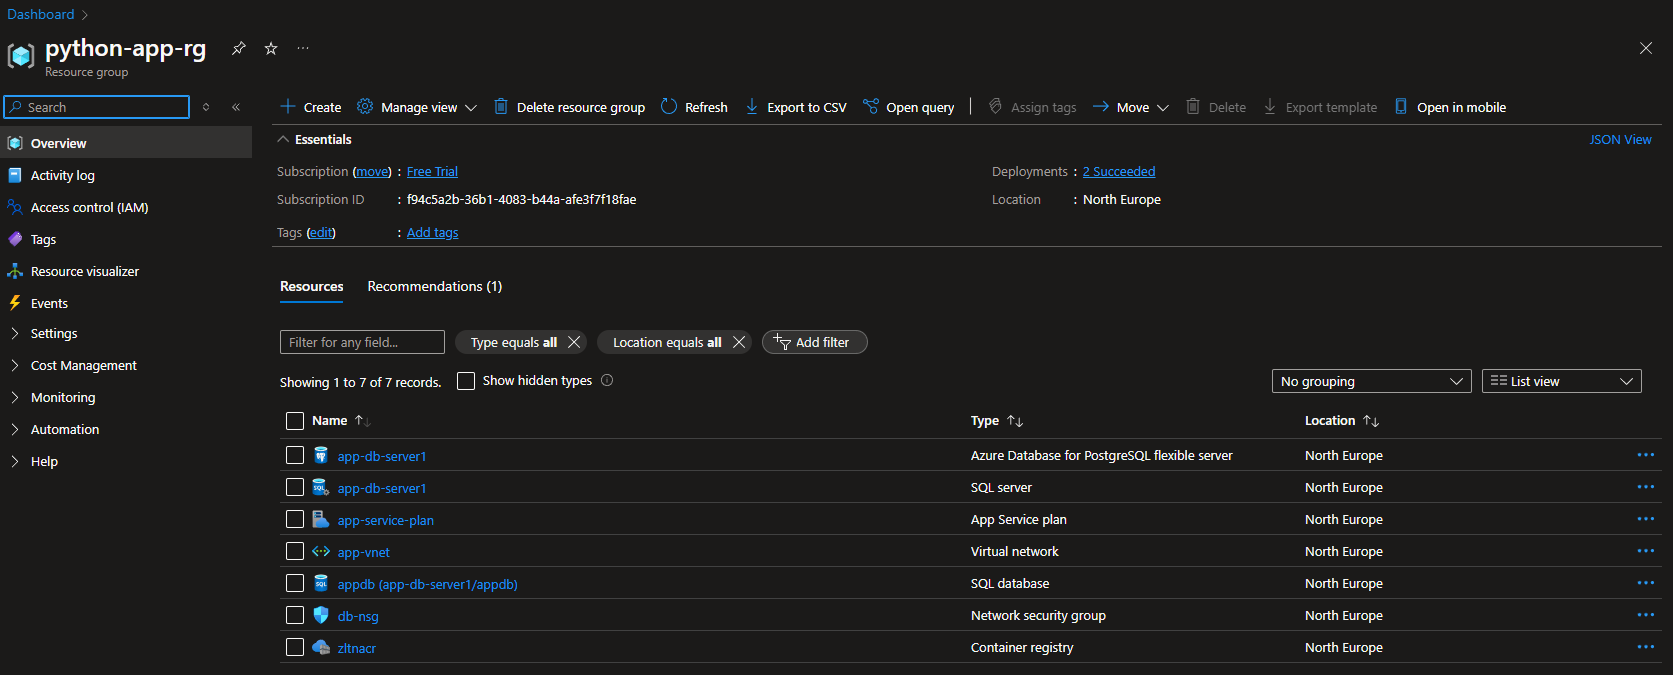 Dashboard
python-app-rg
Resource group
Search
Overview
Activity log
Access control (IAM)
Tags
Resource visualizer
Events
Settings
Cost Management
Monitoring
Automation
Help
Create Manage view Delete resource group Refresh Export to CSV Open query Assign tags Move Delete Export template Open in mobile
Essentials JSON View
Subscription (move) : Free Trial Deployments : 2 Succeeded
Subscription ID : f94c5a2b-36b1-4083-b44a-afe3f7f18fae Location : North Europe
Tags (edit) : Add tags
Resources Recommendations (1)
Filter for any field... Type equals all Location equals all Add filter
Showing 1 to 7 of 7 records. Show hidden types No grouping List view
Name Type Location
app-db-server1 Azure Database for PostgreSQL flexible server North Europe
app-db-server1 SQL server North Europe
app-service-plan App Service plan North Europe
app-vnet Virtual network North Europe
appdb (app-db-server1/appdb) SQL database North Europe
db-nsg Network security group North Europe
zltnacr Container registry North Europe